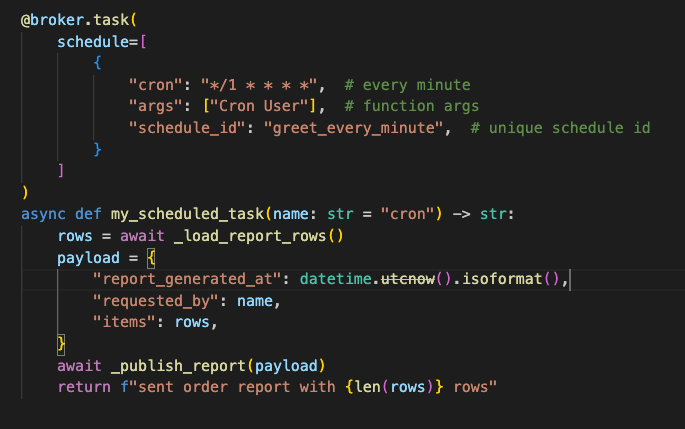 @broker.task(
    schedule=[
        {
            "cron": "*/1 * * * *",  # every minute
            "args": ["Cron User"],  # function args
            "schedule_id": "greet_every_minute",  # unique schedule id
        }
    ]
)
async def my_scheduled_task(name: str = "cron") -> str:
    rows = await _load_report_rows()
    payload = {
        "report_generated_at": datetime.utcnow().isoformat(),
        "requested_by": name,
        "items": rows,
    }
    await _publish_report(payload)
    return f"sent order report with {len(rows)} rows"